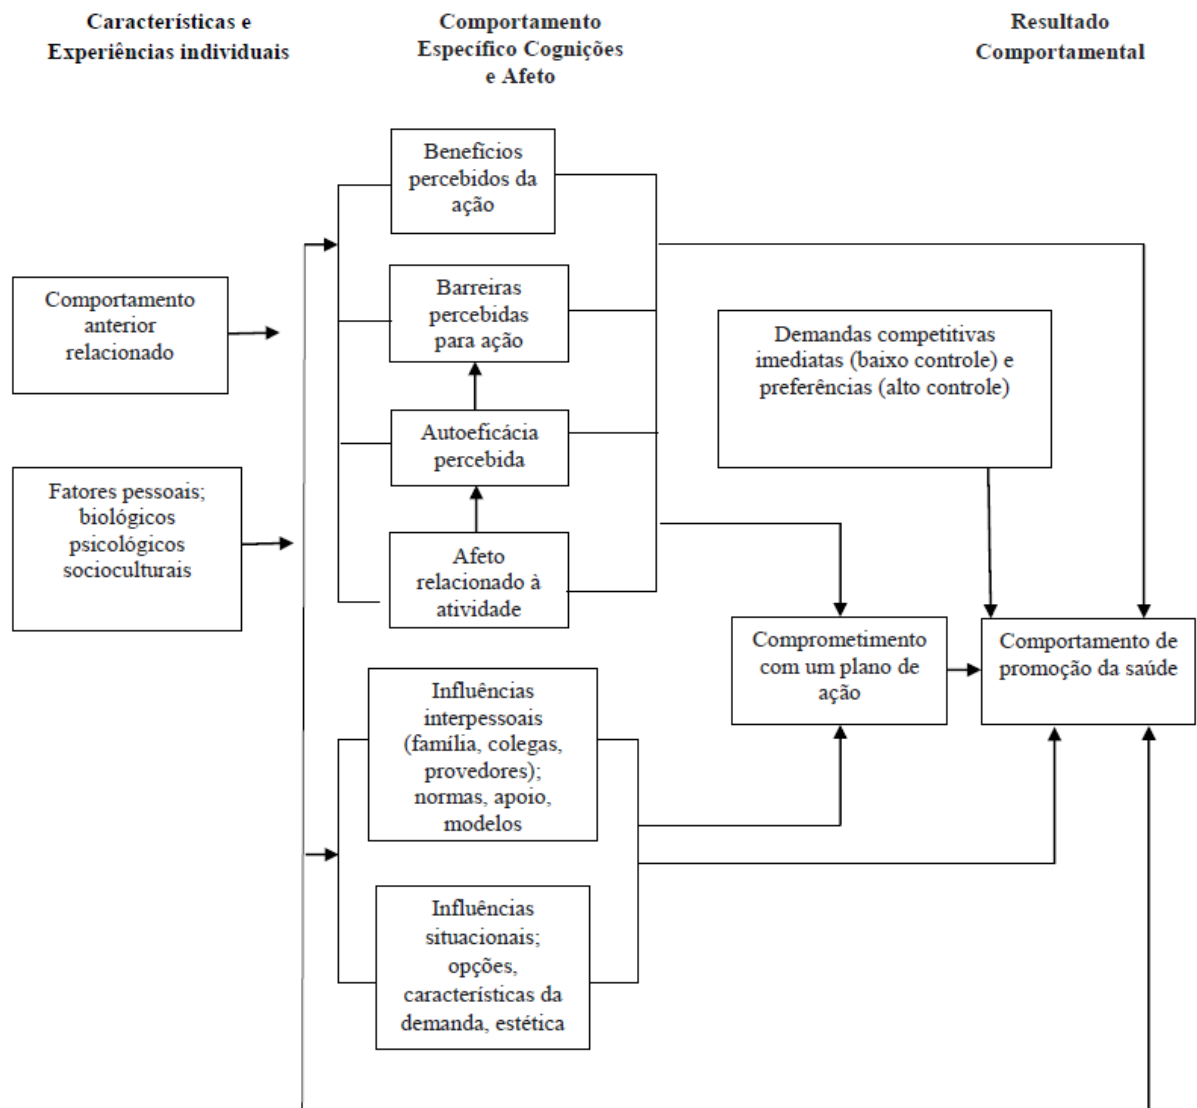 Características e
Experiências individuais
Comportamento
Específico Cognições
e Afeto
Resultado
Comportamental
Comportamento
anterior
relacionado
Fatores pessoais;
biológicos
psicológicos
socioculturais
Benefícios
percebidos da
ação
Barreiras
percebidas
para ação
Autoeficácia
percebida
Afeto
relacionado à
atividade
Influências
interpessoais
(família, colegas,
provedores);
normas, apoio,
modelos
Influências
situacionais;
opções,
características da
demanda, estética
Demandas competitivas
imediatas (baixo controle) e
preferências (alto controle)
Comprometimento
com um plano de
ação
Comportamento de
promoção da saúde